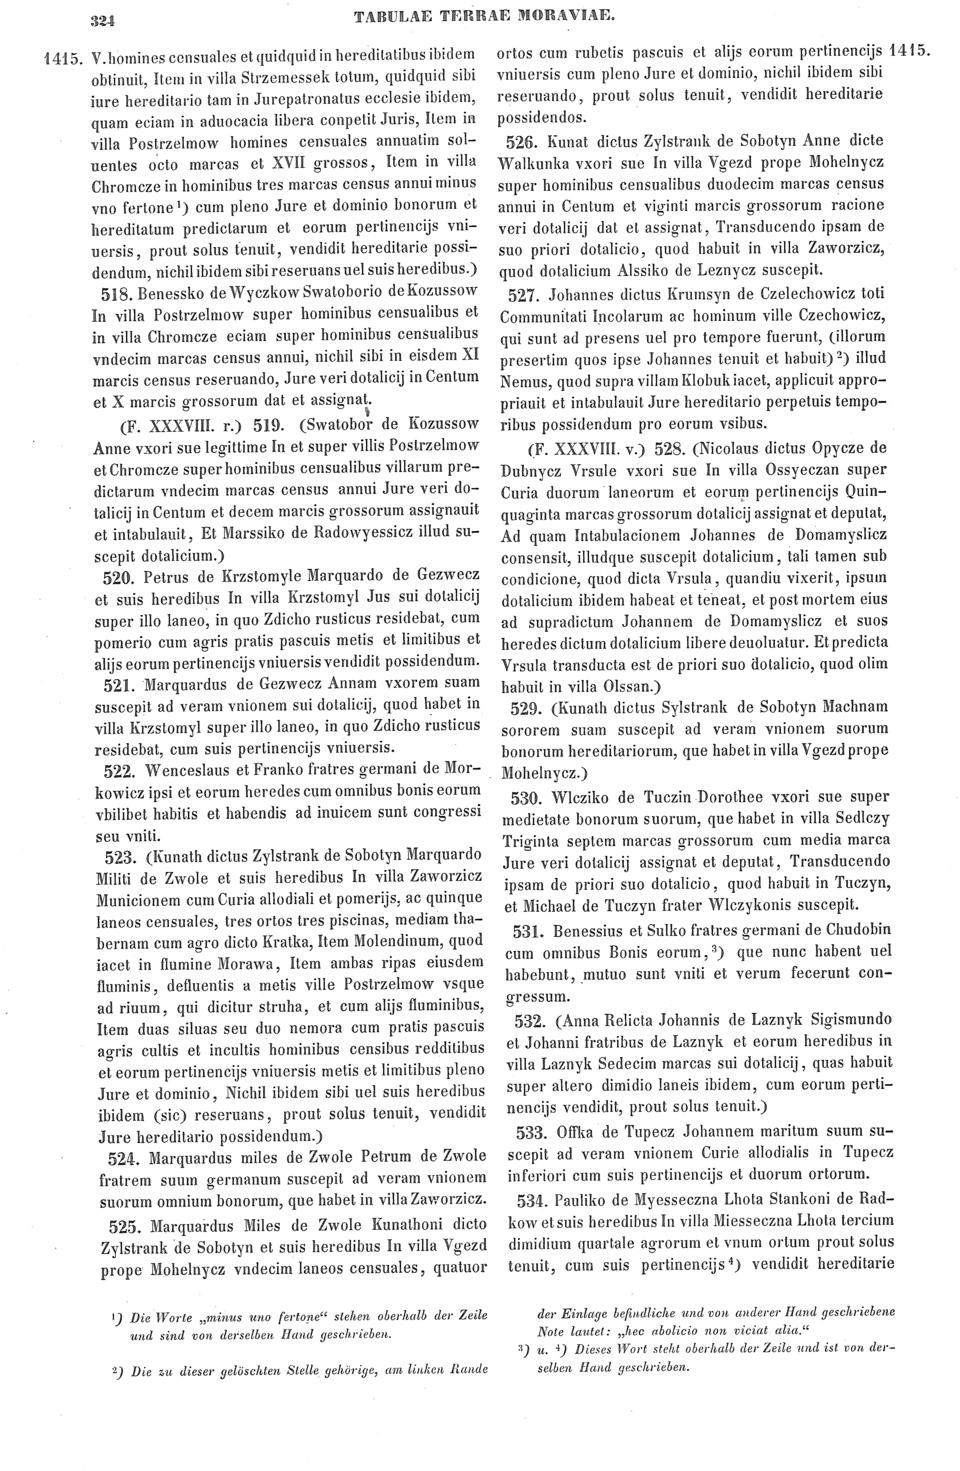 324
TABULAE TERRAE MORAVIAE.
1415. V. homines censuales et quidquid in hereditatibus ibidem
obtinuit, Item in villa Strzemessek totum, quidquid sibi
iure hereditario tam in Jurepatronatus ecclesie ibidem,
quam eciam in aduocacia libera conpetit Juris, Item in
villa Postrzelmow homines censuales annuatim sol-
uentes octo marcas et XVII grossos, Item in villa
Chromcze in hominibus tres marcas census annui minus
vno fertone ¹) cum pleno Jure et dominio bonorum et
hereditatum predictarum et eorum pertinencijs vni-
uersis, prout solus tenuit, vendidit hereditarie possi-
dendum, nichil ibidem sibi reseruans uel suis heredibus.)
518. Benessko de Wyczkow Swatoborio de Kozussow
In villa Postrzelmow super hominibus censualibus et
in villa Chromcze eciam super hominibus censualibus
vndecim marcas census annui, nichil sibi in eisdem XI
marcis census reseruando, Jure veri dotalicij in Centum
et X marcis grossorum dat et assignat.
(F. XXXVIII. r.) 519. (Swatobor de Kozussow
Anne vxori sue legittime In et super villis Postrzelmow
et Chromcze super hominibus censualibus villarum pre-
dictarum vndecim marcas census annui Jure veri do-
talicij in Centum et decem marcis grossorum assignauit
et intabulauit, Et Marssiko de Radowyessicz illud su-
scepit dotalicium.)
520. Petrus de Krzstomyle Marquardo de Gezwecz
et suis heredibus In villa Krzstomyl Jus sui dotalicij
super illo laneo, in quo Zdicho rusticus residebat, cum
pomerio cum agris pratis pascuis metis et limitibus et
alijs eorum pertinencijs vniuersis vendidit possidendum.
521. Marquardus de Gezwecz Annam vxorem suam
suscepit ad veram vnionem sui dotalicij, quod habet in
villa Krzstomyl super illo laneo, in quo Zdicho rusticus
residebat, cum suis pertinencijs vniuersis.
522. Wenceslaus et Franko fratres germani de Mor-
kowicz ipsi et eorum heredes cum omnibus bonis eorum
vbilibet habitis et habendis ad inuicem sunt congressi
seu vniti.
523. (Kunath dictus Zylstrank de Sobotyn Marquardo
Militi de Zwole et suis heredibus In villa Zaworzicz
Municionem cum Curia allodiali et pomerijs, ac quinque
laneos censuales, tres ortos tres piscinas, mediam tha-
bernam cum agro dicto Kratka, Item Molendinum, quod
iacet in flumine Morawa, Item ambas ripas eiusdem
fluminis, defluentis a metis ville Postrzelmow vsque
ad riuum, qui dicitur struha, et cum alijs fluminibus,
Item duas siluas seu duo nemora cum pratis pascuis
agris cultis et incultis hominibus censibus redditibus
et eorum pertinencijs vniuersis metis et limitibus pleno
Jure et dominio, Nichil ibidem sibi uel suis heredibus
ibidem (sic) reseruans, prout solus tenuit, vendidit
Jure hereditario possidendum.)
524. Marquardus miles de Zwole Petrum de Zwole
fratrem suum germanum suscepit ad veram vnionem
suorum omnium bonorum, que habet in villa Zaworzicz.
525. Marquardus Miles de Zwole Kunathoni dicto
Zylstrank de Sobotyn et suis heredibus In villa Vgezd
prope Mohelnycz vndecim laneos censuales, quatuor
¹) Die Worte „minus uno fertone“ stehen oberhalb der Zeile
und sind von derselben Hand geschrieben.
²) Die zu dieser gelöschten Stelle gehörige, am linken Rande
ortos cum rubetis pascuis et alijs eorum pertinencijs 1415.
vniuersis cum pleno Jure et dominio, nichil ibidem sibi
reseruando, prout solus tenuit, vendidit hereditarie
possidendos.
526. Kunat dictus Zylstrank de Sobotyn Anne dicte
Walkunka vxori sue In villa Vgezd prope Mohelnycz
super hominibus censualibus duodecim marcas census
annui in Centum et viginti marcis grossorum racione
veri dotalicij dat et assignat, Transducendo ipsam de
suo priori dotalicio, quod habuit in villa Zaworzicz,
quod dotalicium Alssiko de Leznycz suscepit.
527. Johannes dictus Krumsyn de Czelechowicz toti
Communitati Incolarum ac hominum ville Czechowicz,
qui sunt ad presens uel pro tempore fuerunt, (illorum
presertim quos ipse Johannes tenuit et habuit) ²) illud
Nemus, quod supra villam Klobuk iacet, applicuit appro-
priauit et intabulauit Jure hereditario perpetuis tempo-
ribus possidendum pro eorum vsibus.
(F. XXXVIII. v.) 528. (Nicolaus dictus Opycze de
Dubnycz Vrsule vxori sue In villa Ossyeczan super
Curia duorum laneorum et eorum pertinencijs Quin-
quaginta marcas grossorum dotalicij assignat et deputat,
Ad quam Intabulacionem Johannes de Domamyslicz
consensit, illudque suscepit dotalicium, tali tamen sub
condicione, quod dicta Vrsula, quandiu vixerit, ipsum
dotalicium ibidem habeat et teneat, et post mortem eius
ad supradictum Johannem de Domamyslicz et suos
heredes dictum dotalicium libere deuoluatur. Et predicta
Vrsula transducta est de priori suo dotalicio, quod olim
habuit in villa Olssan.)
529. (Kunath dictus Sylstrank de Sobotyn Machnam
sororem suam suscepit ad veram vnionem suorum
bonorum hereditariorum, que habet in villa Vgezd prope
Mohelnycz.)
530. Wlcziko de Tuczin Dorothee vxori sue super
medietate bonorum suorum, que habet in villa Sedlczy
Triginta septem marcas grossorum cum media marca
Jure veri dotalicij assignat et deputat, Transducendo
ipsam de priori suo dotalicio, quod habuit in Tuczyn,
et Michael de Tuczyn frater Wlczykonis suscepit.
531. Benessius et Sulko fratres germani de Chudobin
cum omnibus Bonis eorum, ³) que nunc habent uel
habebunt, mutuo sunt vniti et verum fecerunt con-
gressum.
532. (Anna Relicta Johannis de Laznyk Sigismundo
et Johanni fratribus de Laznyk et eorum heredibus in
villa Laznyk Sedecim marcas sui dotalicij, quas habuit
super altero dimidio laneis ibidem, cum eorum perti-
nencijs vendidit, prout solus tenuit.)
533. Offka de Tupecz Johannem maritum suum su-
scepit ad veram vnionem Curie allodialis in Tupecz
inferiori cum suis pertinencijs et duorum ortorum.
534. Pauliko de Myesseczna Lhota Stankoni de Rad-
kow et suis heredibus In villa Miesseczna Lhota tercium
dimidium quartale agrorum et vnum ortum prout solus
tenuit, cum suis pertinencijs ⁴) vendidit hereditarie
der Einlage befindliche und von anderer Hand geschriebene
Note lautet: „hec abolicio non viciat alia.“
³) u. ⁴) Dieses Wort steht oberhalb der Zeile und ist von der-
selben Hand geschrieben.